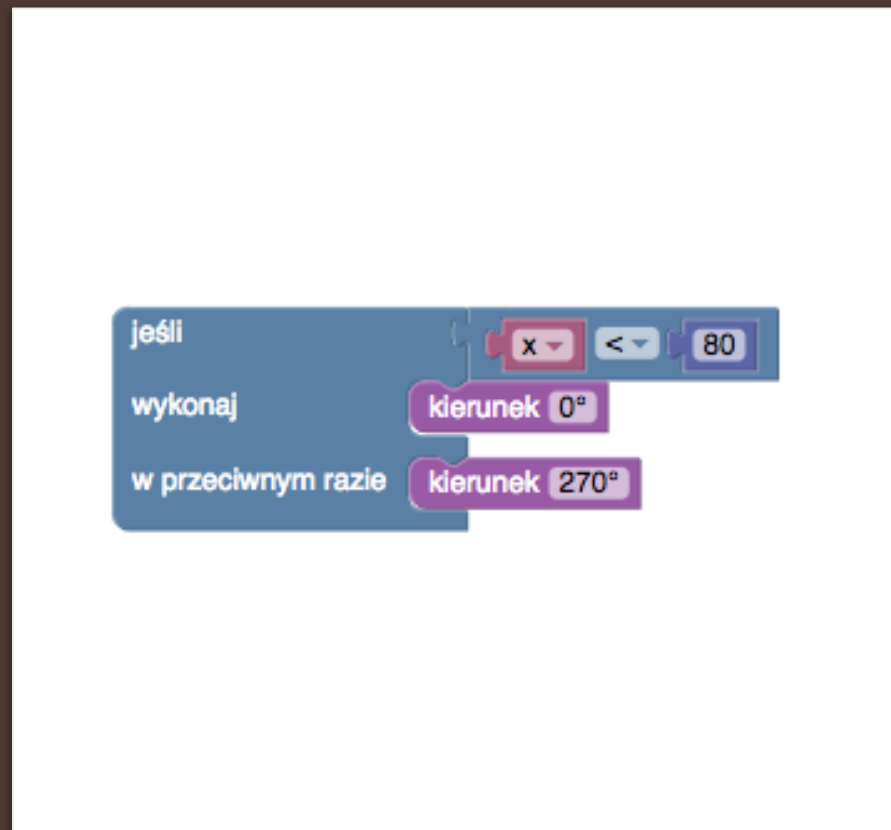 jeśli x < 80
wykonaj kierunek 0°
w przeciwnym razie kierunek 270°